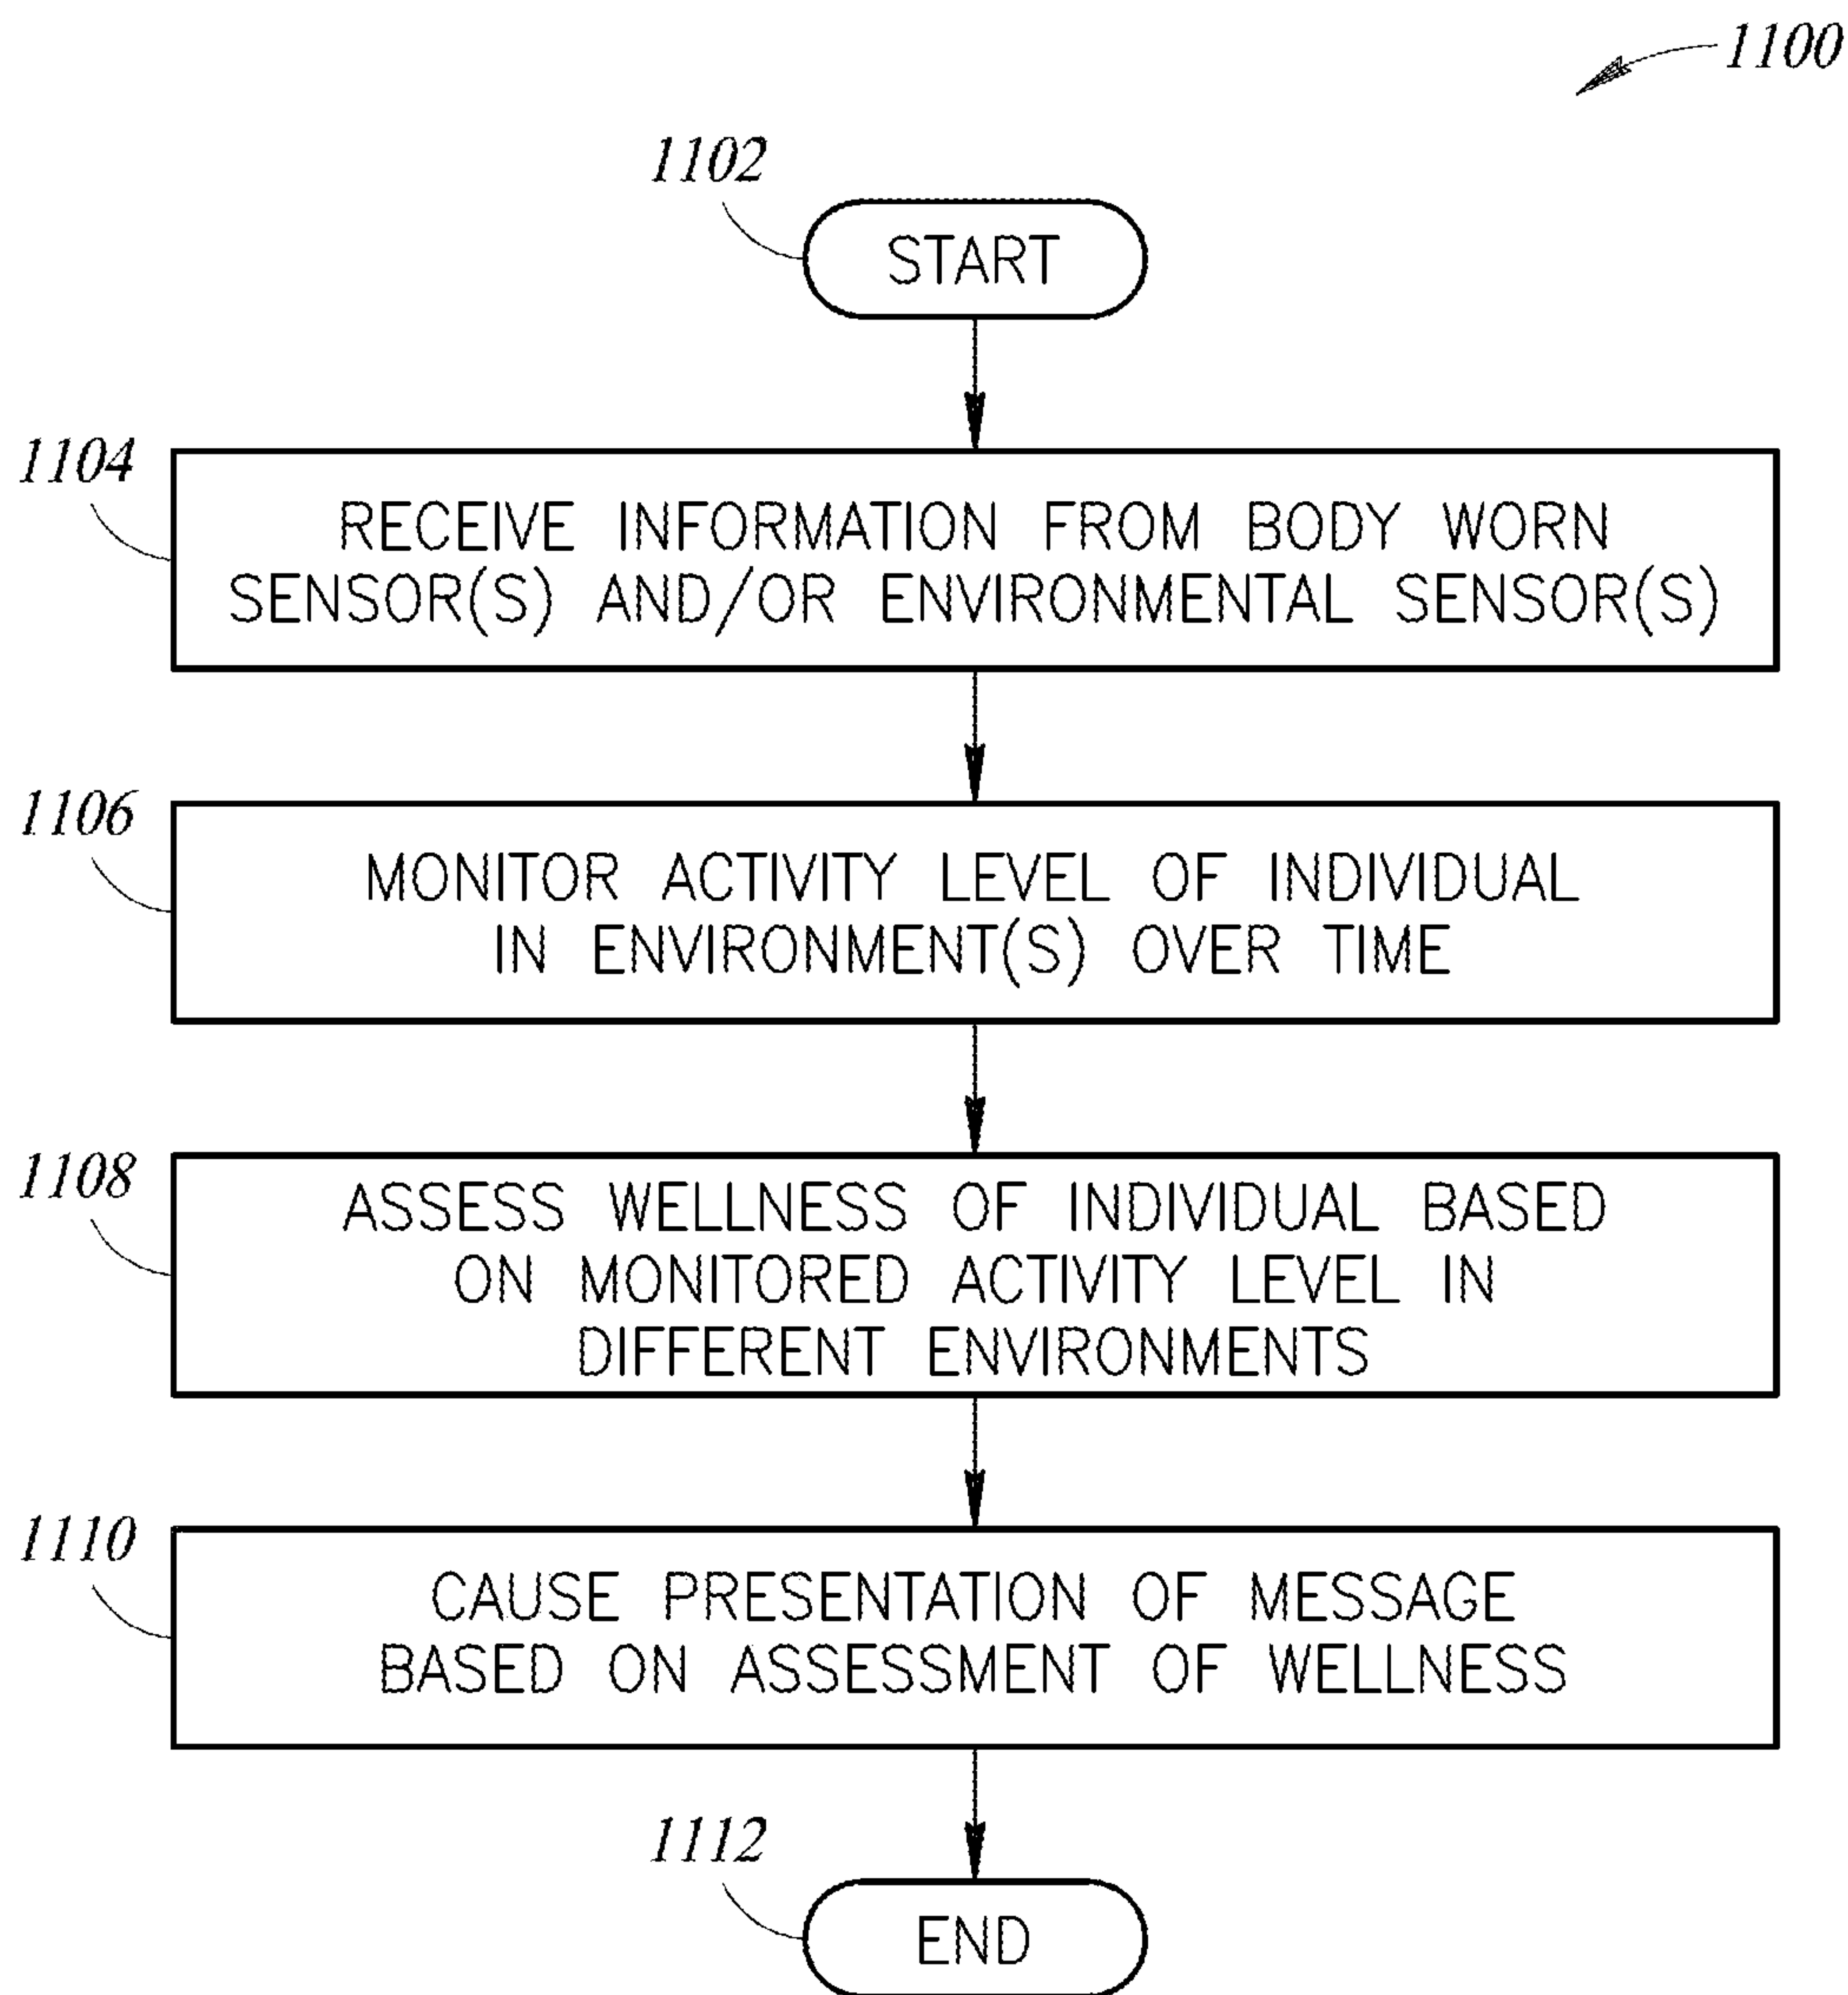 1100
1102
START
1104
RECEIVE INFORMATION FROM BODY WORN
SENSOR(S) AND/OR ENVIRONMENTAL SENSOR(S)
1106
MONITOR ACTIVITY LEVEL OF INDIVIDUAL
IN ENVIRONMENT(S) OVER TIME
1108
ASSESS WELLNESS OF INDIVIDUAL BASED
ON MONITORED ACTIVITY LEVEL IN
DIFFERENT ENVIRONMENTS
1110
CAUSE PRESENTATION OF MESSAGE
BASED ON ASSESSMENT OF WELLNESS
1112
END